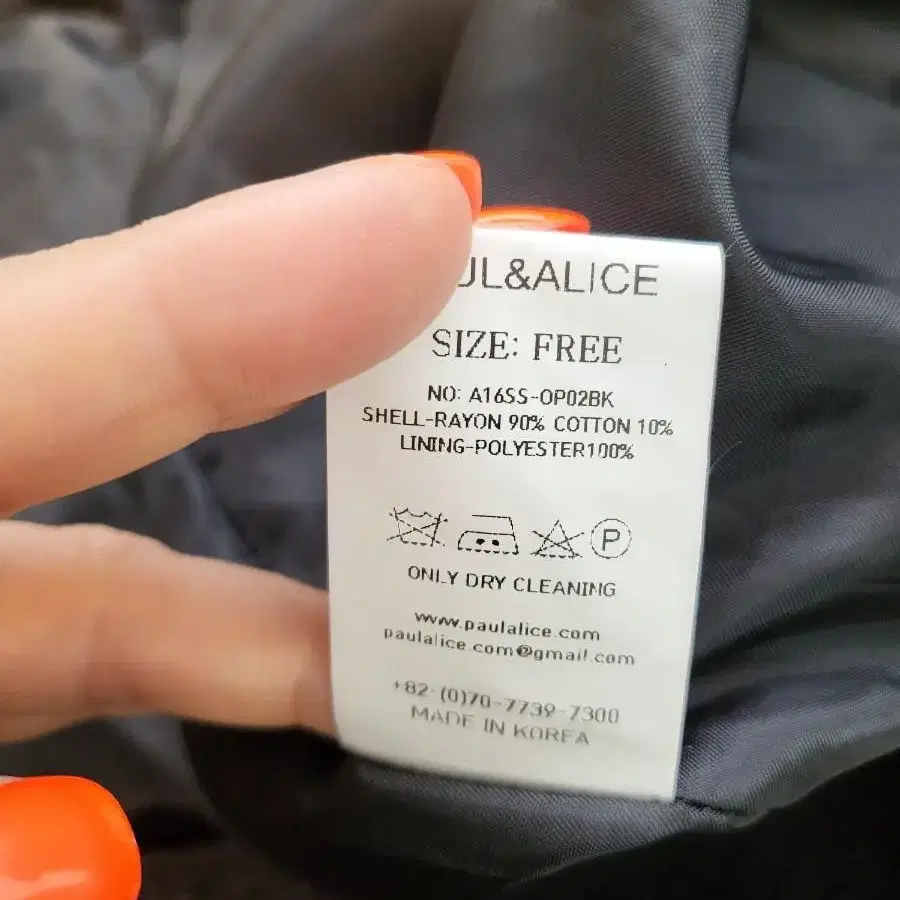 UL&ALICE
SIZE: FREE
NO: A16SS-OP02BK
SHELL-RAYON 90% COTTON 10%
LINING-POLYESTER100%
P
ONLY DRY CLEANING
www.paulalice.com
paulalice.com@gmail.com
+82-(0)70-7739-7300
MADE IN KOREA